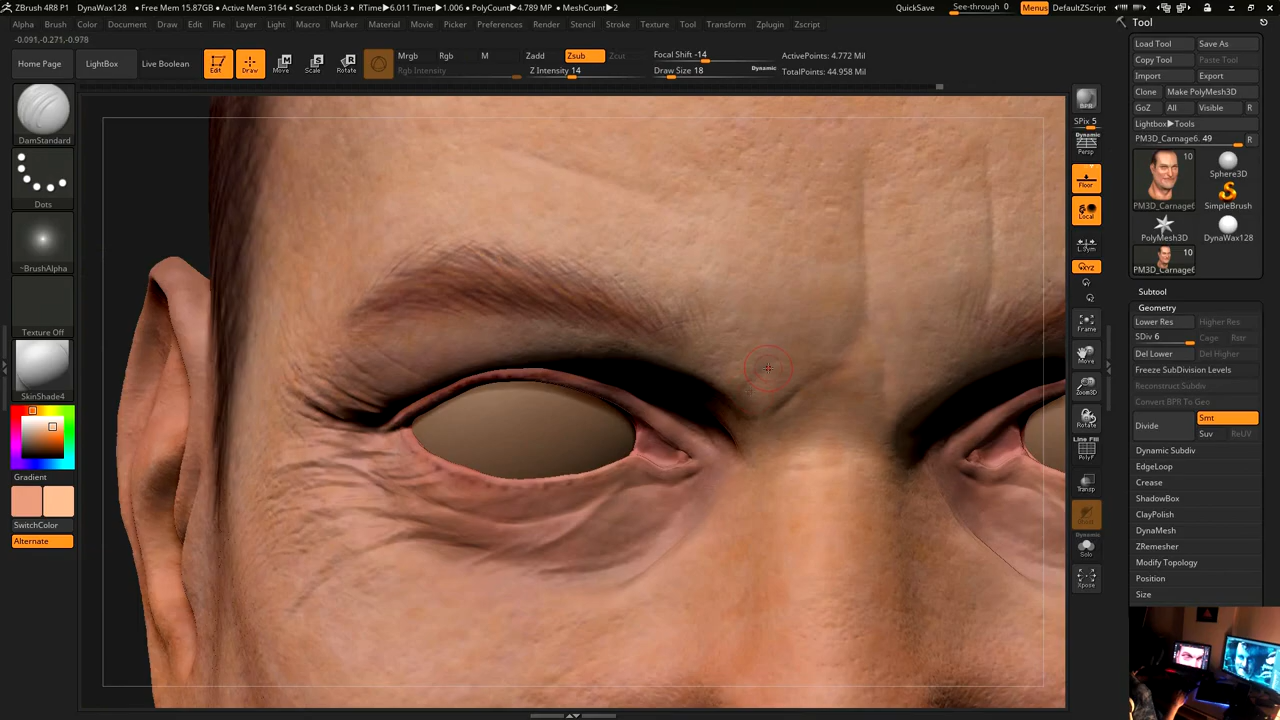 ZBrush 4R8 P1 DynaWax128 • Free Mem 15.87GB • Active Mem 3164 • Scratch Disk 3 • RTime▶6.011 Timer▶1.006 • PolyCount▶4.789 MP • MeshCount▶2
QuickSave See-through 0 Menus DefaultZScript
Alpha Brush Color Document Draw Edit File Layer Light Macro Marker Material Movie Picker Preferences Render Stencil Stroke Texture Tool Transform Zplugin Zscript
-0.091,-0.271,-0.978
Home Page LightBox Live Boolean
Edit Draw Move Scale Rotate
Mrgb Rgb M
Rgb Intensity
Zadd Zsub Zcut
Z Intensity 14
Focal Shift -14
Draw Size 18 Dynamic
ActivePoints: 4.772 Mil
TotalPoints: 44.958 Mil
DamStandard
Dots
~BrushAlpha
Texture Off
SkinShade4
Gradient
SwitchColor
Alternate
BPR
SPix 5
Dynamic
Persp
Floor
Local
L.Sym
XYZ
Frame
Move
Zoom3D
Rotate
Line Fill
PolyF
Transp
Ghost
Dynamic
Solo
Xpose
Tool
Load Tool Save As
Copy Tool Paste Tool
Import Export
Clone Make PolyMesh3D
GoZ All Visible R
Lightbox▶Tools
PM3D_Carnage6. 49 R
10
Sphere3D
PM3D_Carnage6 SimpleBrush
PolyMesh3D DynaWax128
10
PM3D_Carnage6
Subtool
Geometry
Lower Res Higher Res
SDiv 6 Cage Rstr
Del Lower Del Higher
Freeze SubDivision Levels
Reconstruct Subdiv
Convert BPR To Geo
Divide Smt
Suv ReUV
Dynamic Subdiv
EdgeLoop
Crease
ShadowBox
ClayPolish
DynaMesh
ZRemesher
Modify Topology
Position
Size